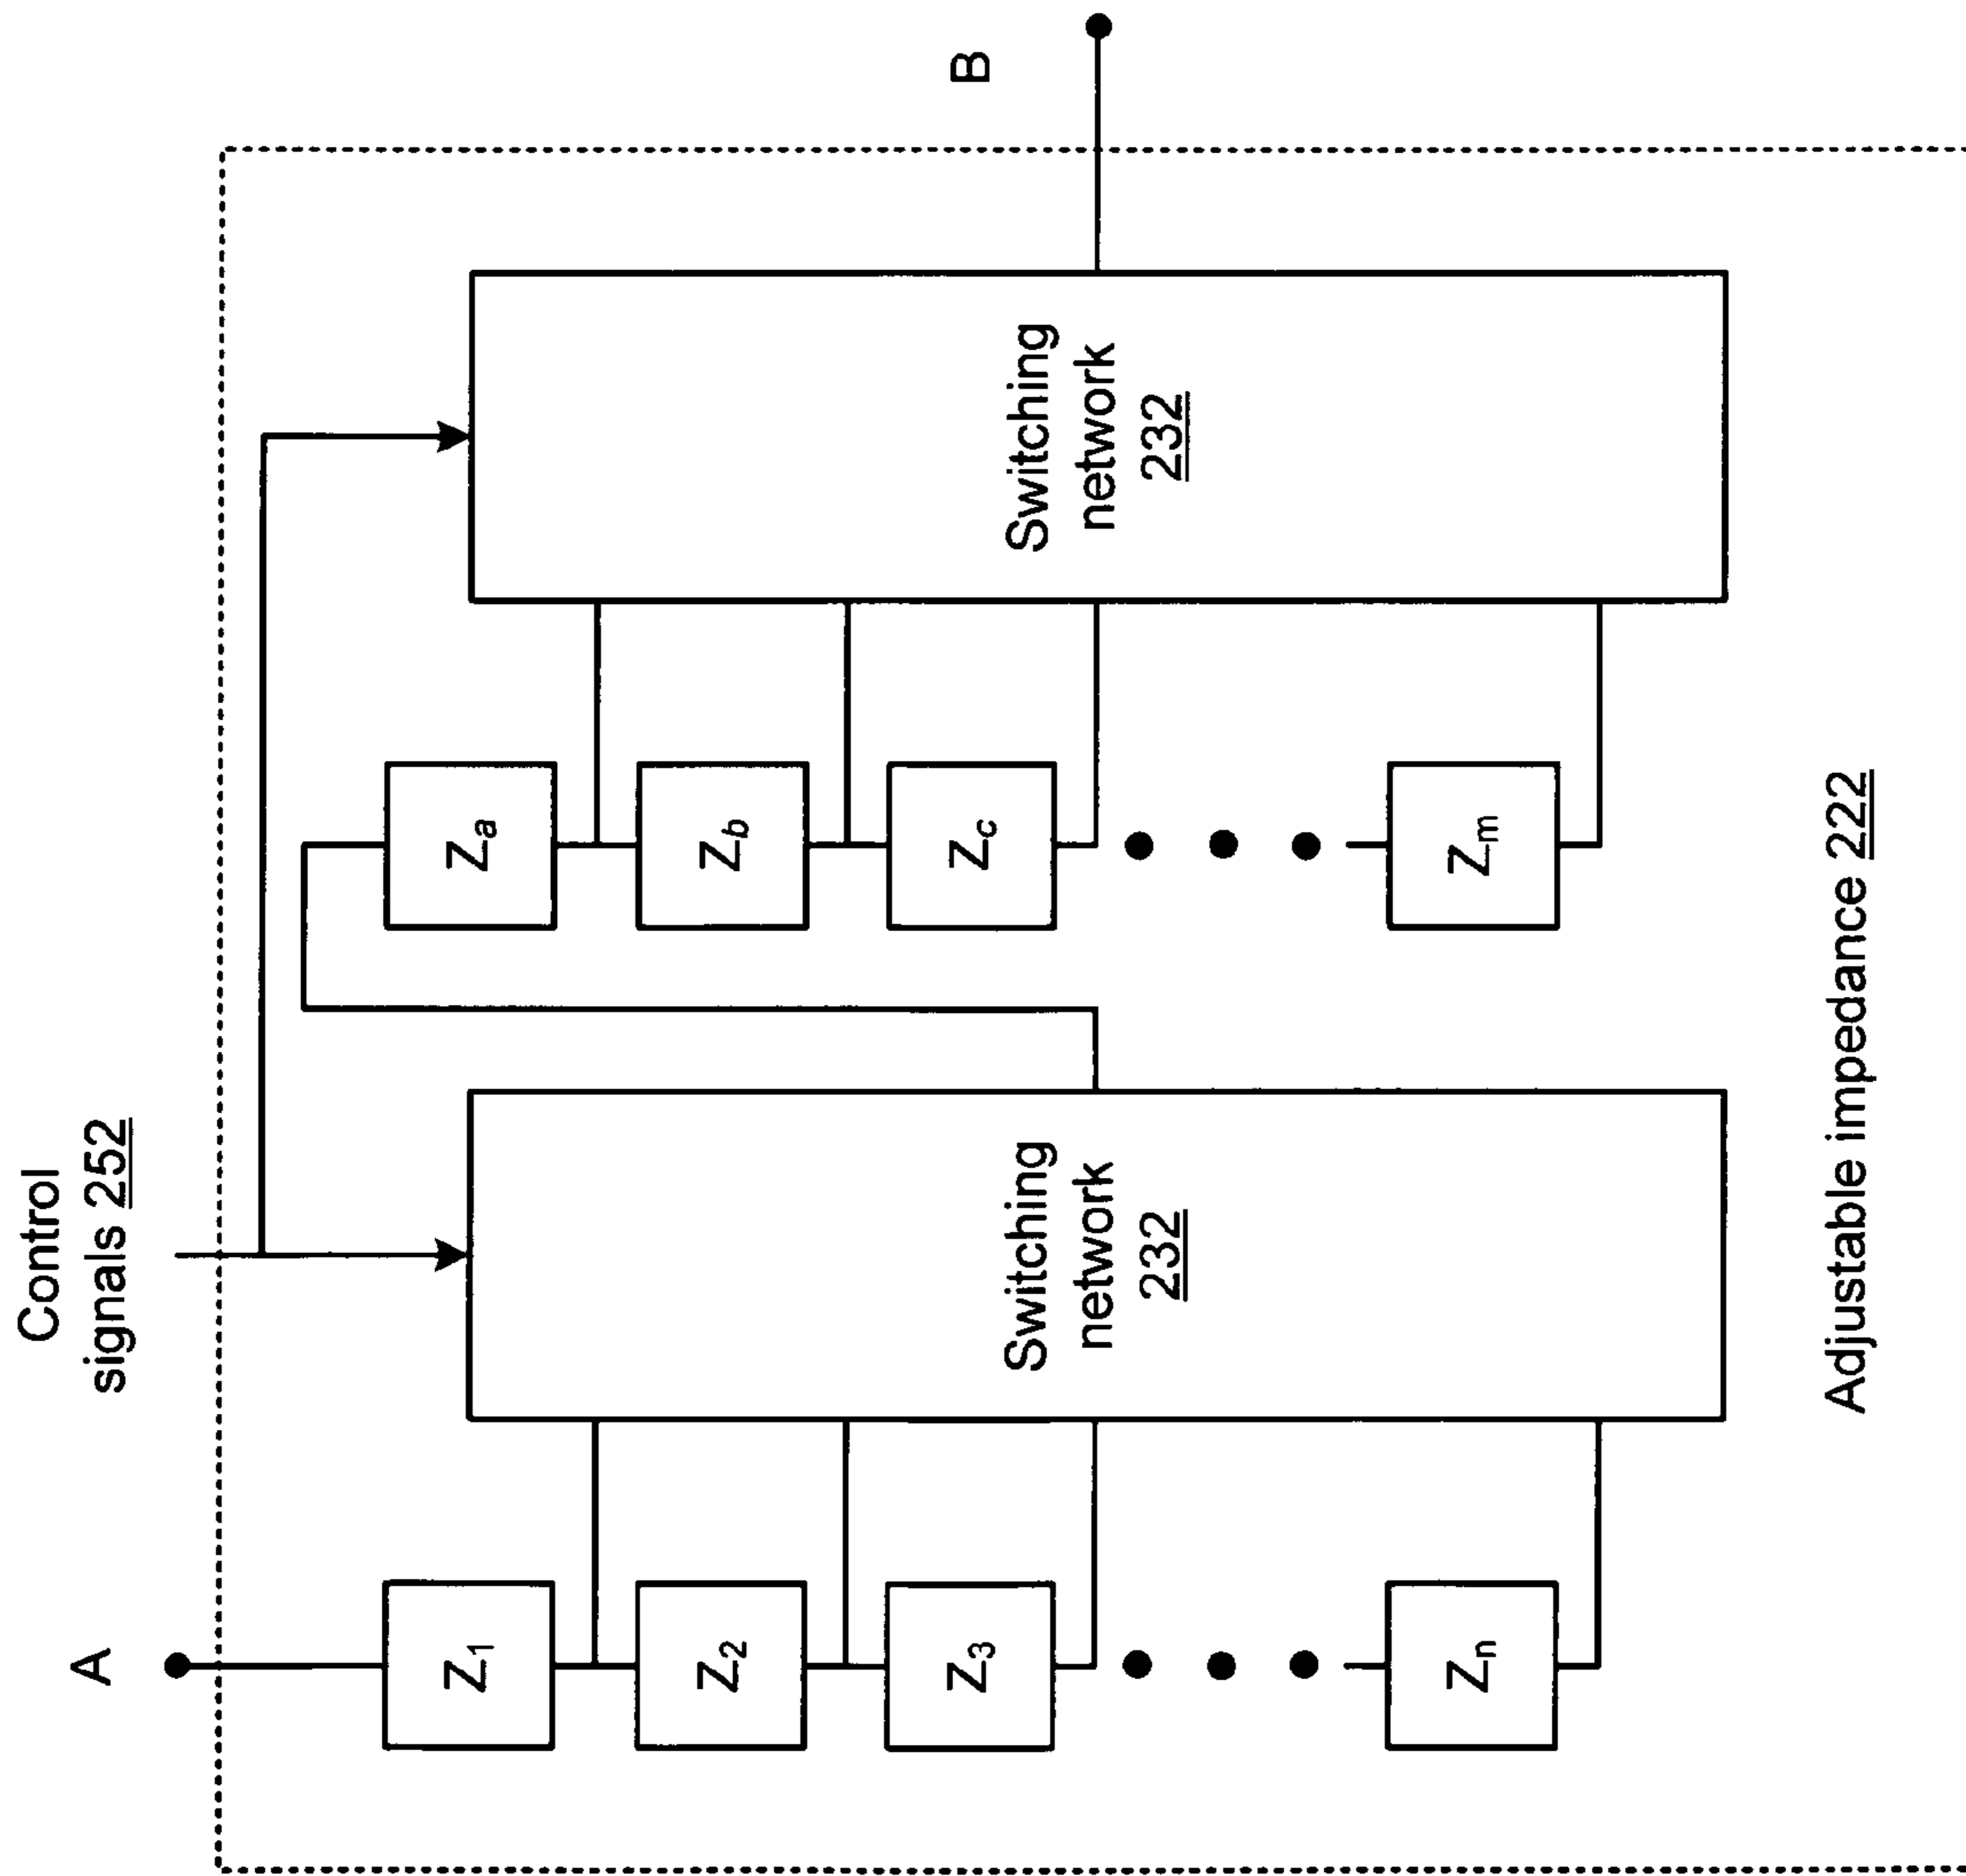 Control
signals 252
A
B
Z1
Z2
Z3
Zn
Switching
network
232
Za
Zb
Zc
Zm
Switching
network
232
Adjustable impedance 222